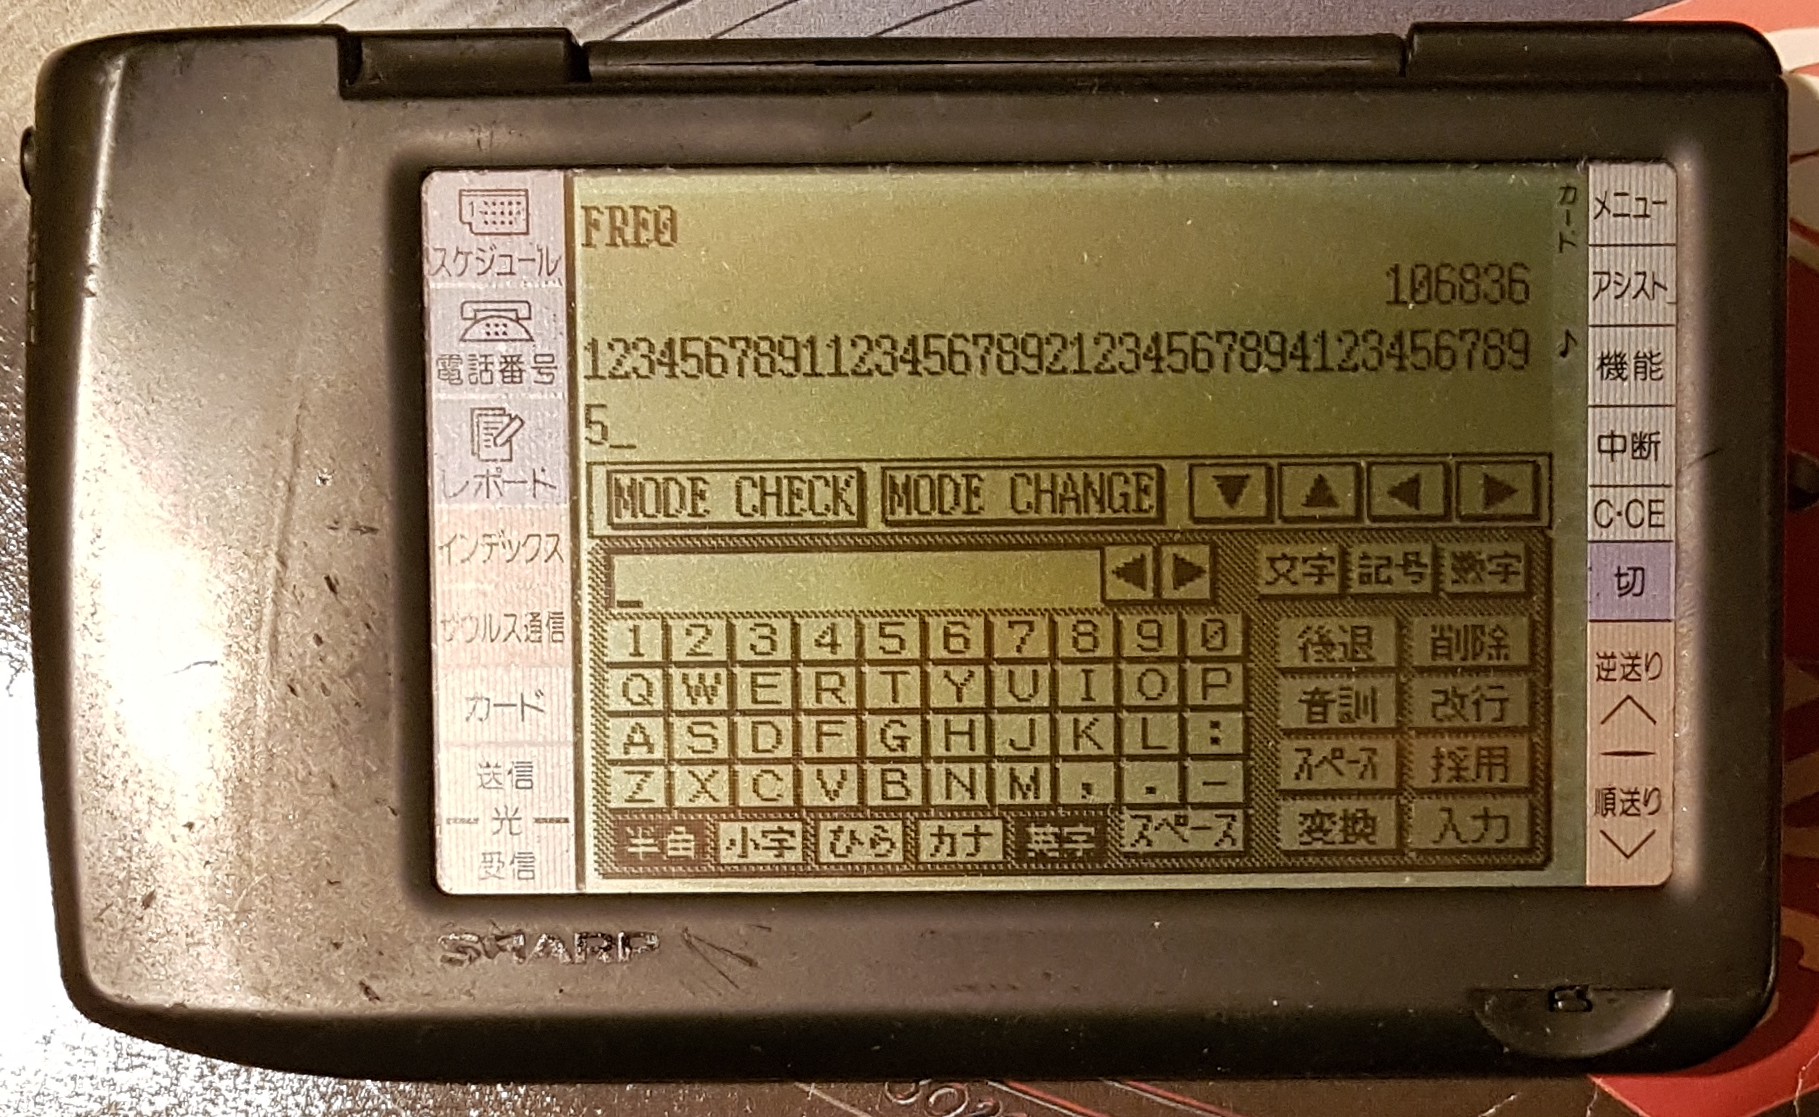 スケジュール
電話番号
レポート
インデックス
ザウルス通信
カード
送信
光
受信
FRE0
106836
123456789112345678921234567894123456789
5_
MODE CHECK MODE CHANGE ▼ ▲ ◀ ▶
_ ◀ ▶ 文字 記号 数字
1 2 3 4 5 6 7 8 9 0
Q W E R T Y U I O P
A S D F G H J K L :
Z X C V B N M , . -
半角 小字 ひら カナ 英字 スペース
後退 削除
音訓 改行
スペース 採用
変換 入力
カード
♪
メニュー
アシスト
機能
中断
C・CE
切
逆送り
順送り
SHARP